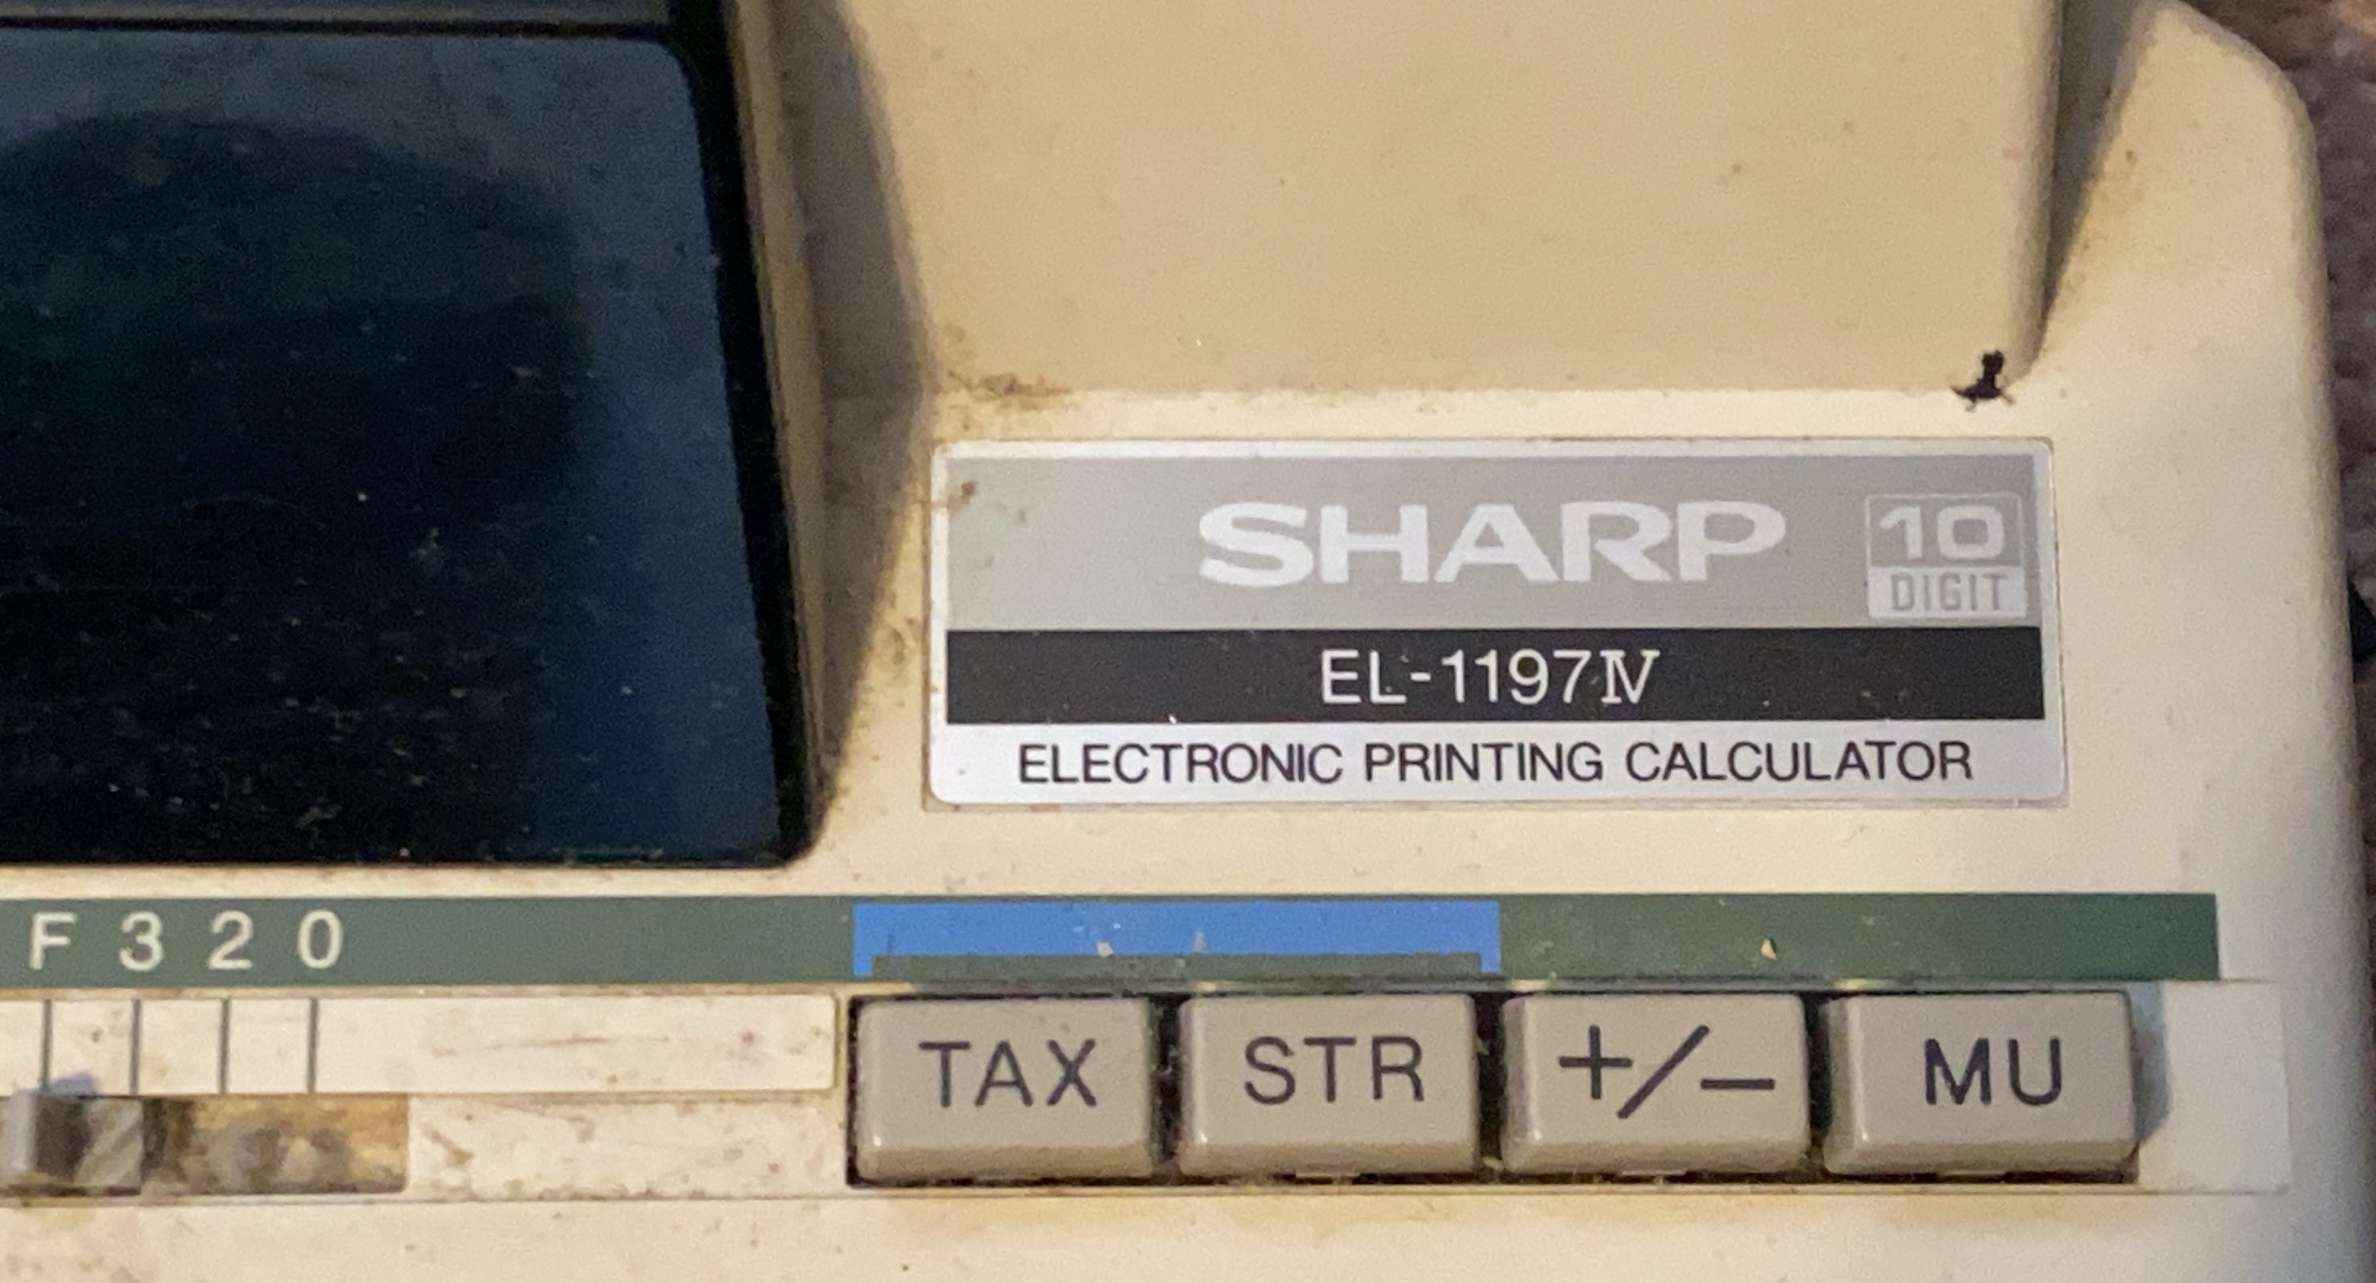 SHARP
10
DIGIT
EL-1197Ⅳ
ELECTRONIC PRINTING CALCULATOR
F 3 2 0
TAX STR +/− MU